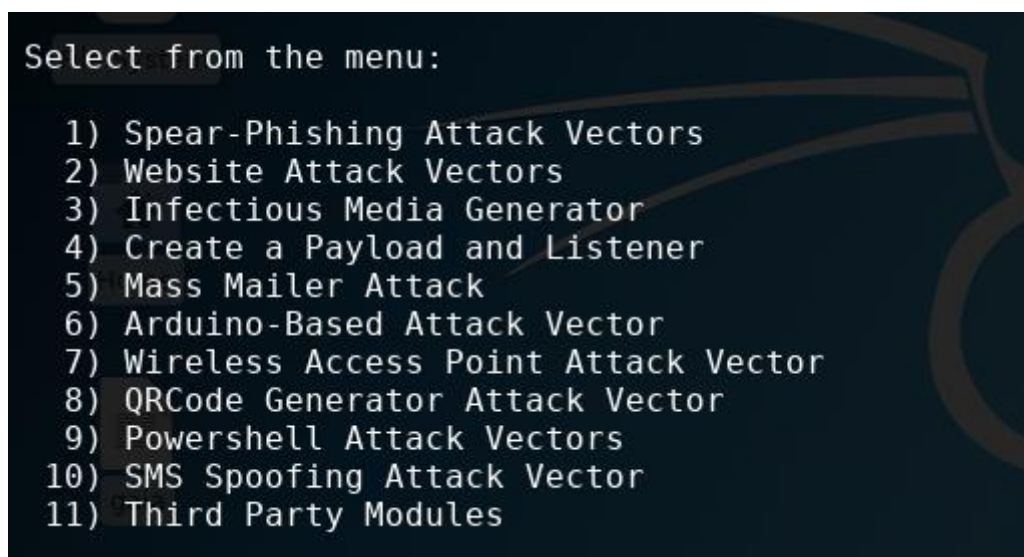 Select from the menu:
1) Spear-Phishing Attack Vectors
2) Website Attack Vectors
3) Infectious Media Generator
4) Create a Payload and Listener
5) Mass Mailer Attack
6) Arduino-Based Attack Vector
7) Wireless Access Point Attack Vector
8) QRCode Generator Attack Vector
9) Powershell Attack Vectors
10) SMS Spoofing Attack Vector
11) Third Party Modules